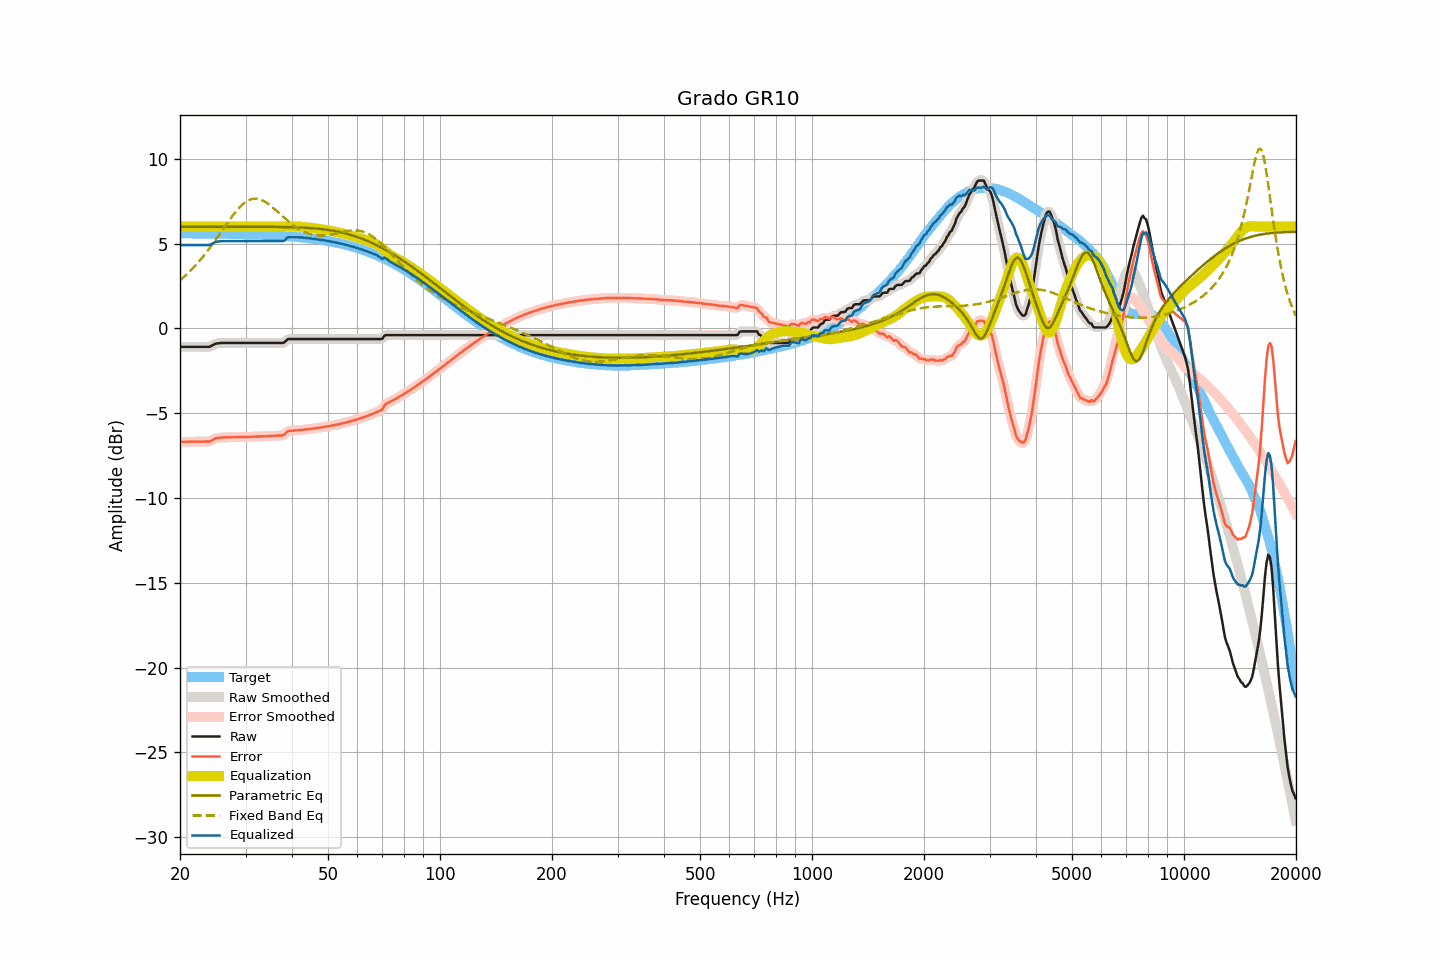 Grado GR10
10
5
0
−5
−10
−15
−20
−25
−30
Amplitude (dBr)
Target
Raw Smoothed
Error Smoothed
Raw
Error
Equalization
Parametric Eq
Fixed Band Eq
Equalized
20 50 100 200 500 1000 2000 5000 10000 20000
Frequency (Hz)